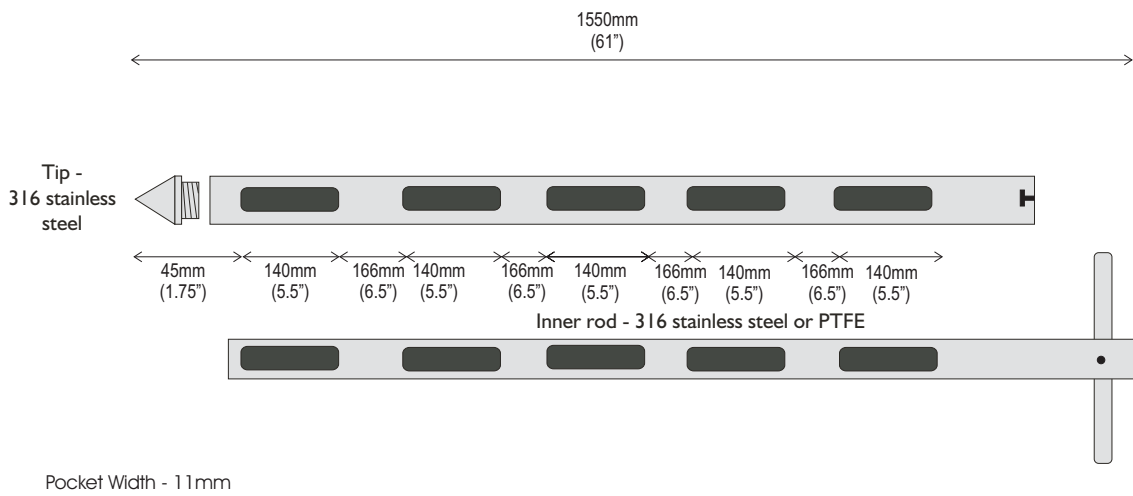 1550mm
(61”)
Tip -
316 stainless
steel
45mm
(1.75”)
140mm
(5.5”)
166mm
(6.5”)
140mm
(5.5”)
166mm
(6.5”)
140mm
(5.5”)
166mm
(6.5”)
140mm
(5.5”)
166mm
(6.5”)
140mm
(5.5”)
Inner rod - 316 stainless steel or PTFE
Pocket Width - 11mm